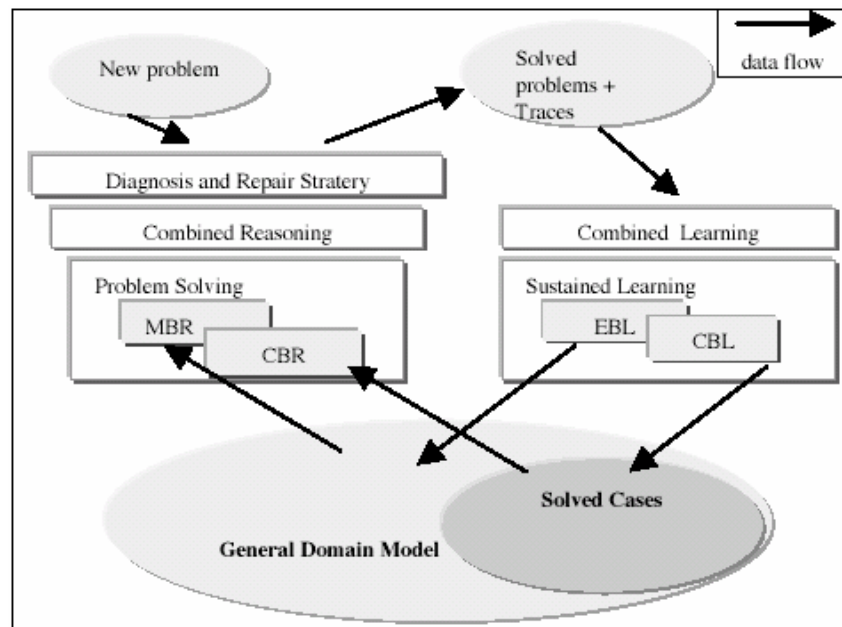 New problem
Solved
problems +
Traces
data flow
Diagnosis and Repair Stratery
Combined Reasoning
Combined Learning
Problem Solving
MBR
CBR
Sustained Learning
EBL
CBL
Solved Cases
General Domain Model